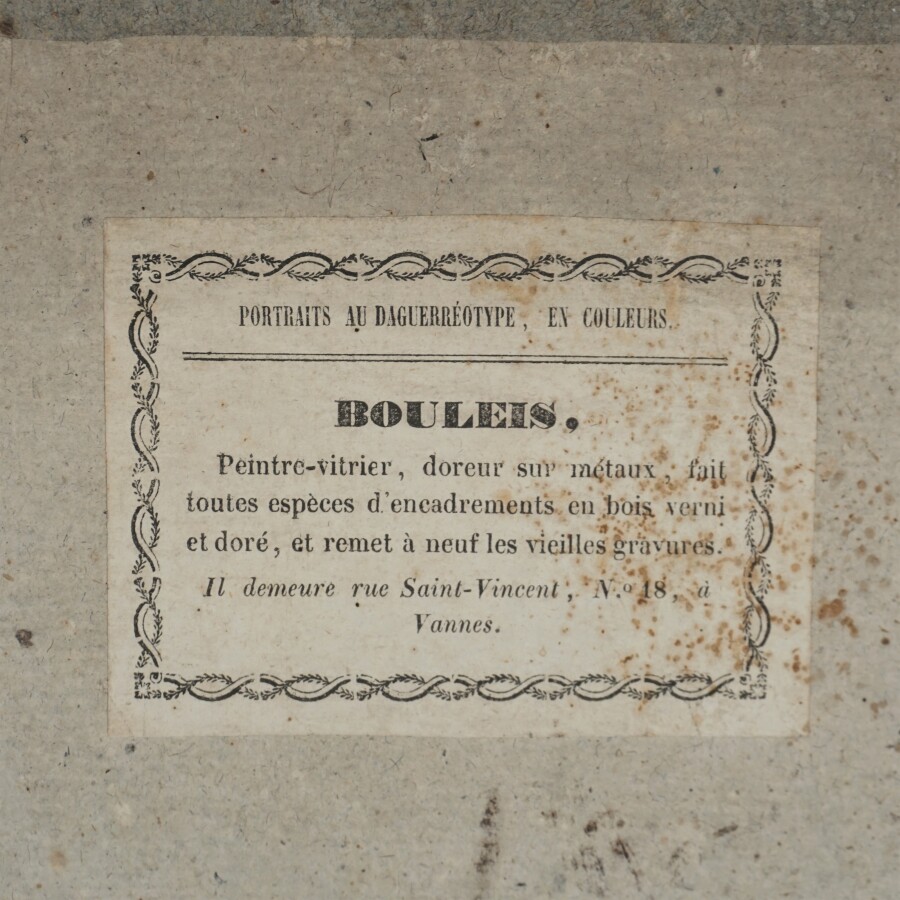 PORTRAITS AU DAGUERRÉOTYPE, EN COULEURS.
BOULEIS,
Peintre-vitrier, doreur sur métaux, fait
toutes espèces d'encadrements en bois verni
et doré, et remet à neuf les vieilles gravures.
Il demeure rue Saint-Vincent, N.º 18, à
Vannes.